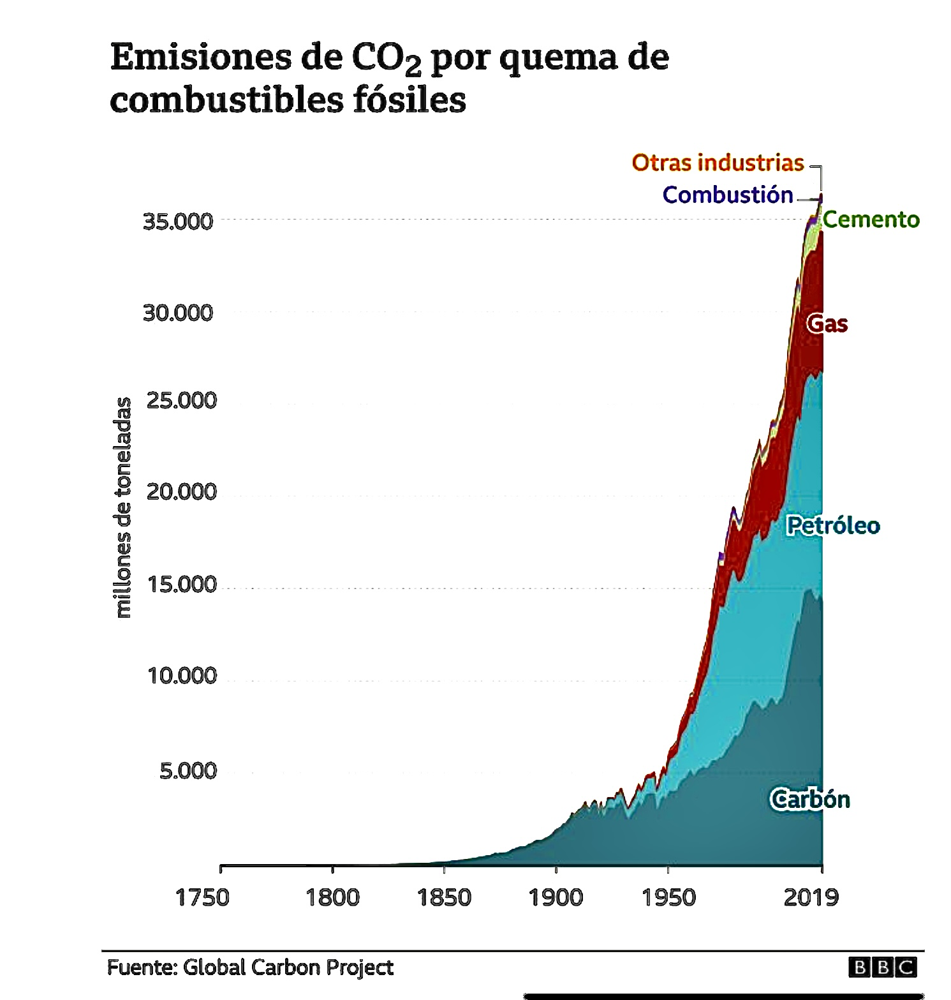 Emisiones de CO₂ por quema de
combustibles fósiles
Otras industrias
Combustión
Cemento
Gas
Petróleo
Carbón
millones de toneladas
35.000
30.000
25.000
20.000
15.000
10.000
5.000
1750 1800 1850 1900 1950 2019
Fuente: Global Carbon Project
BBC